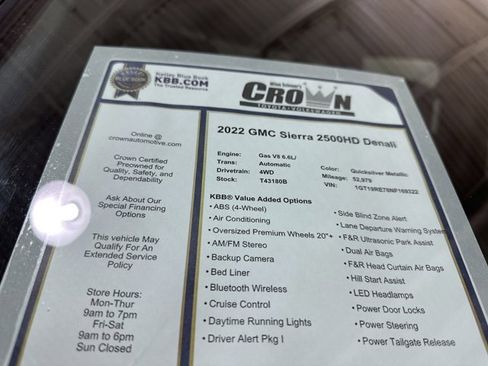 Kelley Blue Book
KBB.COM
The Trusted Resource
CROWN
TOYOTA • VOLKSWAGEN
Online @
crownautomotive.com
Crown Certified
Preowned for
Quality, Safety, and
Dependability
Ask About Our
Special Financing
Options
This vehicle May
Qualify For An
Extended Service
Policy
Store Hours:
Mon-Thur
9am to 7pm
Fri-Sat
9am to 6pm
Sun Closed
2022 GMC Sierra 2500HD Denali
Engine: Gas V8 6.6L/
Trans: Automatic
Drivetrain: 4WD
Stock: T43180B
Color: Quicksilver Metallic
Mileage: 52,979
VIN:
KBB® Value Added Options
• ABS (4-Wheel)
• Air Conditioning
• Oversized Premium Wheels 20"+
• AM/FM Stereo
• Backup Camera
• Bed Liner
• Bluetooth Wireless
• Cruise Control
• Daytime Running Lights
• Driver Alert Pkg I
• Side Blind Zone Alert
• Lane Departure Warning System
• F&R Ultrasonic Park Assist
• Dual Air Bags
• F&R Head Curtain Air Bags
• Hill Start Assist
• LED Headlamps
• Power Door Locks
• Power Steering
• Power Tailgate Release